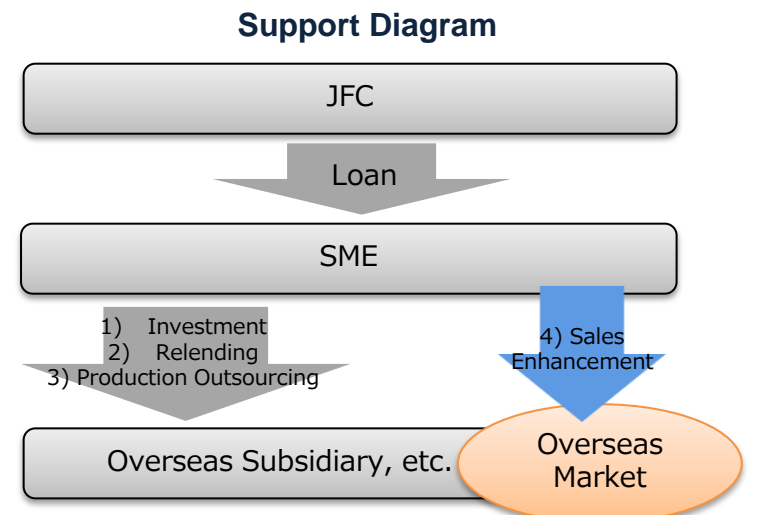 Support Diagram
JFC
Loan
SME
1) Investment
2) Relending
3) Production Outsourcing
4) Sales
Enhancement
Overseas Subsidiary, etc.
Overseas
Market